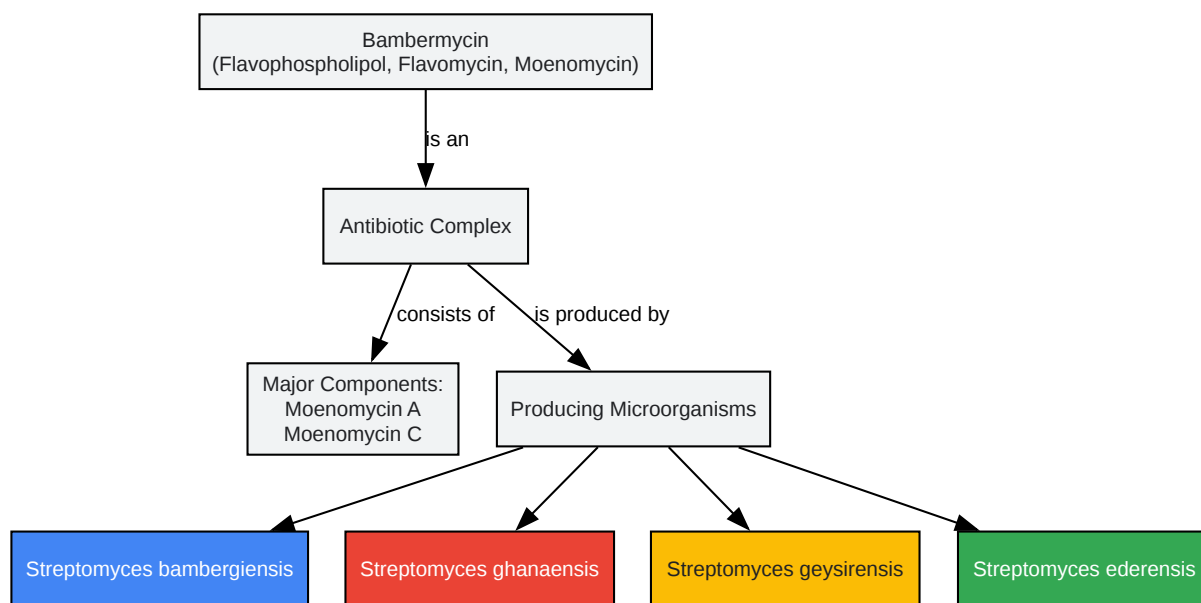 Bambermycin
(Flavophospholipol, Flavomycin, Moenomycin)
is an
Antibiotic Complex
consists of
is produced by
Major Components:
Moenomycin A
Moenomycin C
Producing Microorganisms
Streptomyces bambergiensis
Streptomyces ghanaensis
Streptomyces geysirensis
Streptomyces ederensis